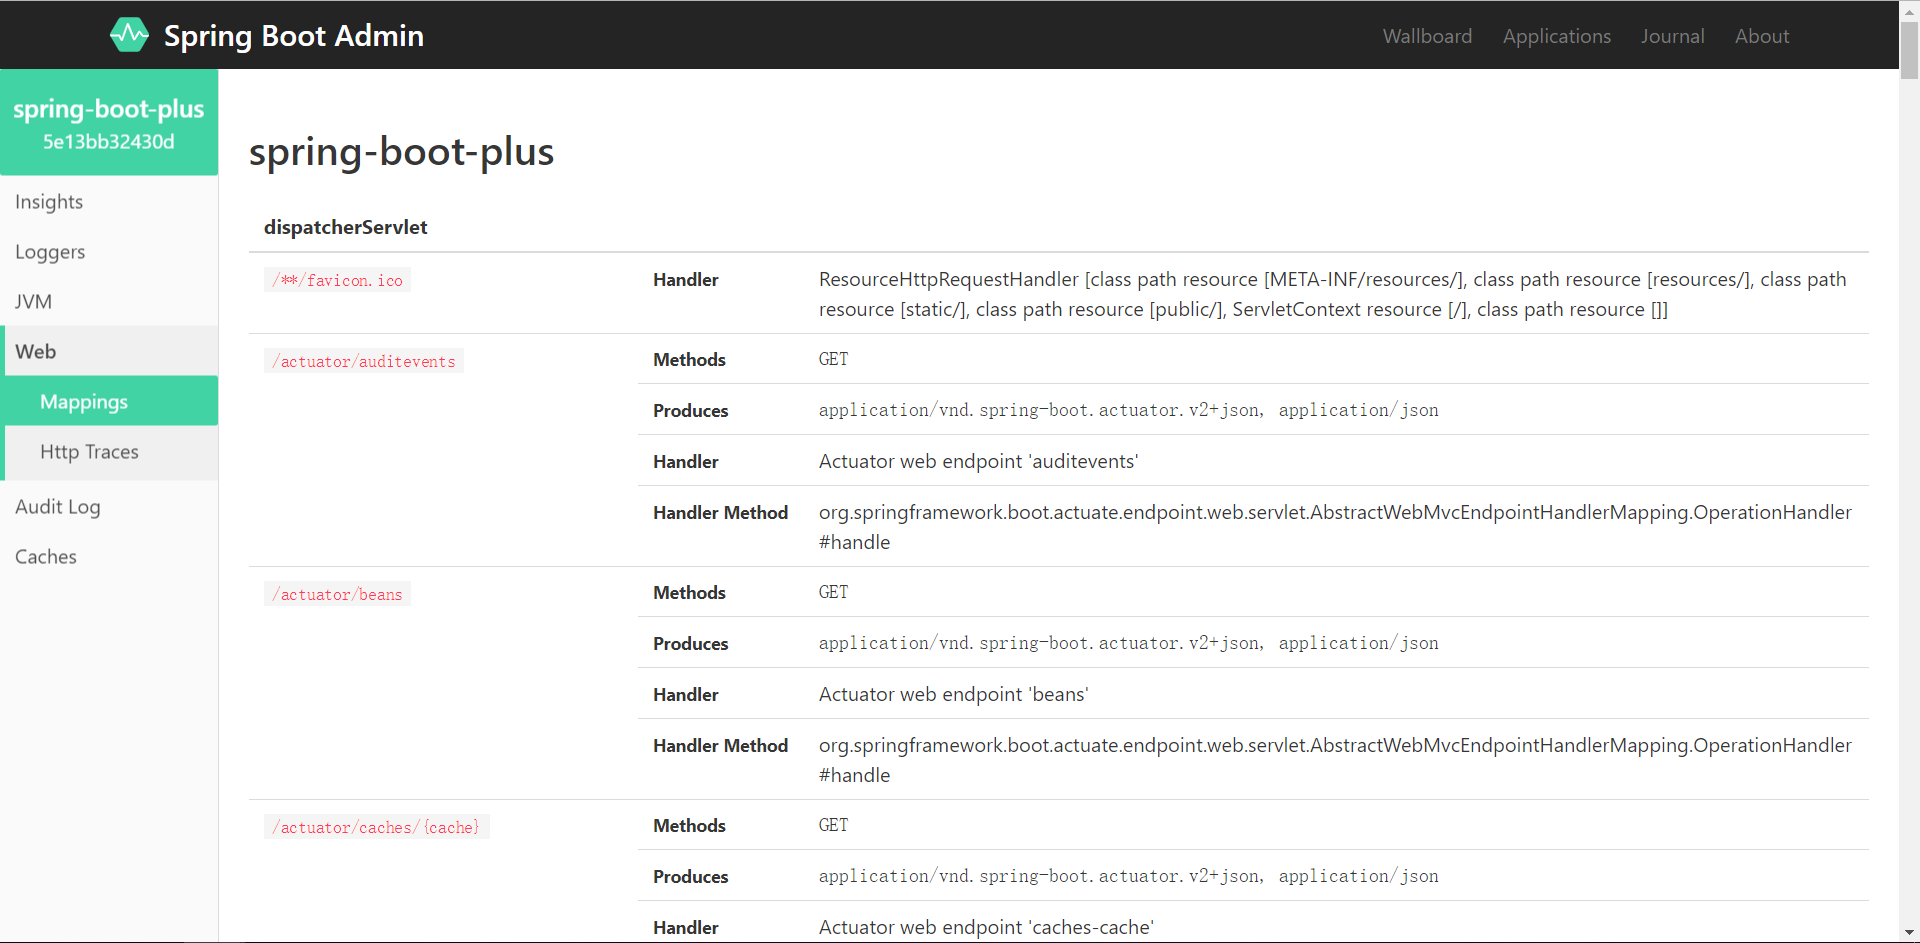 Spring Boot Admin
Wallboard Applications Journal About
spring-boot-plus
5e13bb32430d
Insights
Loggers
JVM
Web
Mappings
Http Traces
Audit Log
Caches
spring-boot-plus
dispatcherServlet
/**/favicon.ico Handler ResourceHttpRequestHandler [class path resource [META-INF/resources/], class path resource [resources/], class path
resource [static/], class path resource [public/], ServletContext resource [/], class path resource []]
/actuator/auditevents Methods GET
Produces application/vnd.spring-boot.actuator.v2+json, application/json
Handler Actuator web endpoint 'auditevents'
Handler Method org.springframework.boot.actuate.endpoint.web.servlet.AbstractWebMvcEndpointHandlerMapping.OperationHandler
#handle
/actuator/beans Methods GET
Produces application/vnd.spring-boot.actuator.v2+json, application/json
Handler Actuator web endpoint 'beans'
Handler Method org.springframework.boot.actuate.endpoint.web.servlet.AbstractWebMvcEndpointHandlerMapping.OperationHandler
#handle
/actuator/caches/{cache} Methods GET
Produces application/vnd.spring-boot.actuator.v2+json, application/json
Handler Actuator web endpoint 'caches-cache'